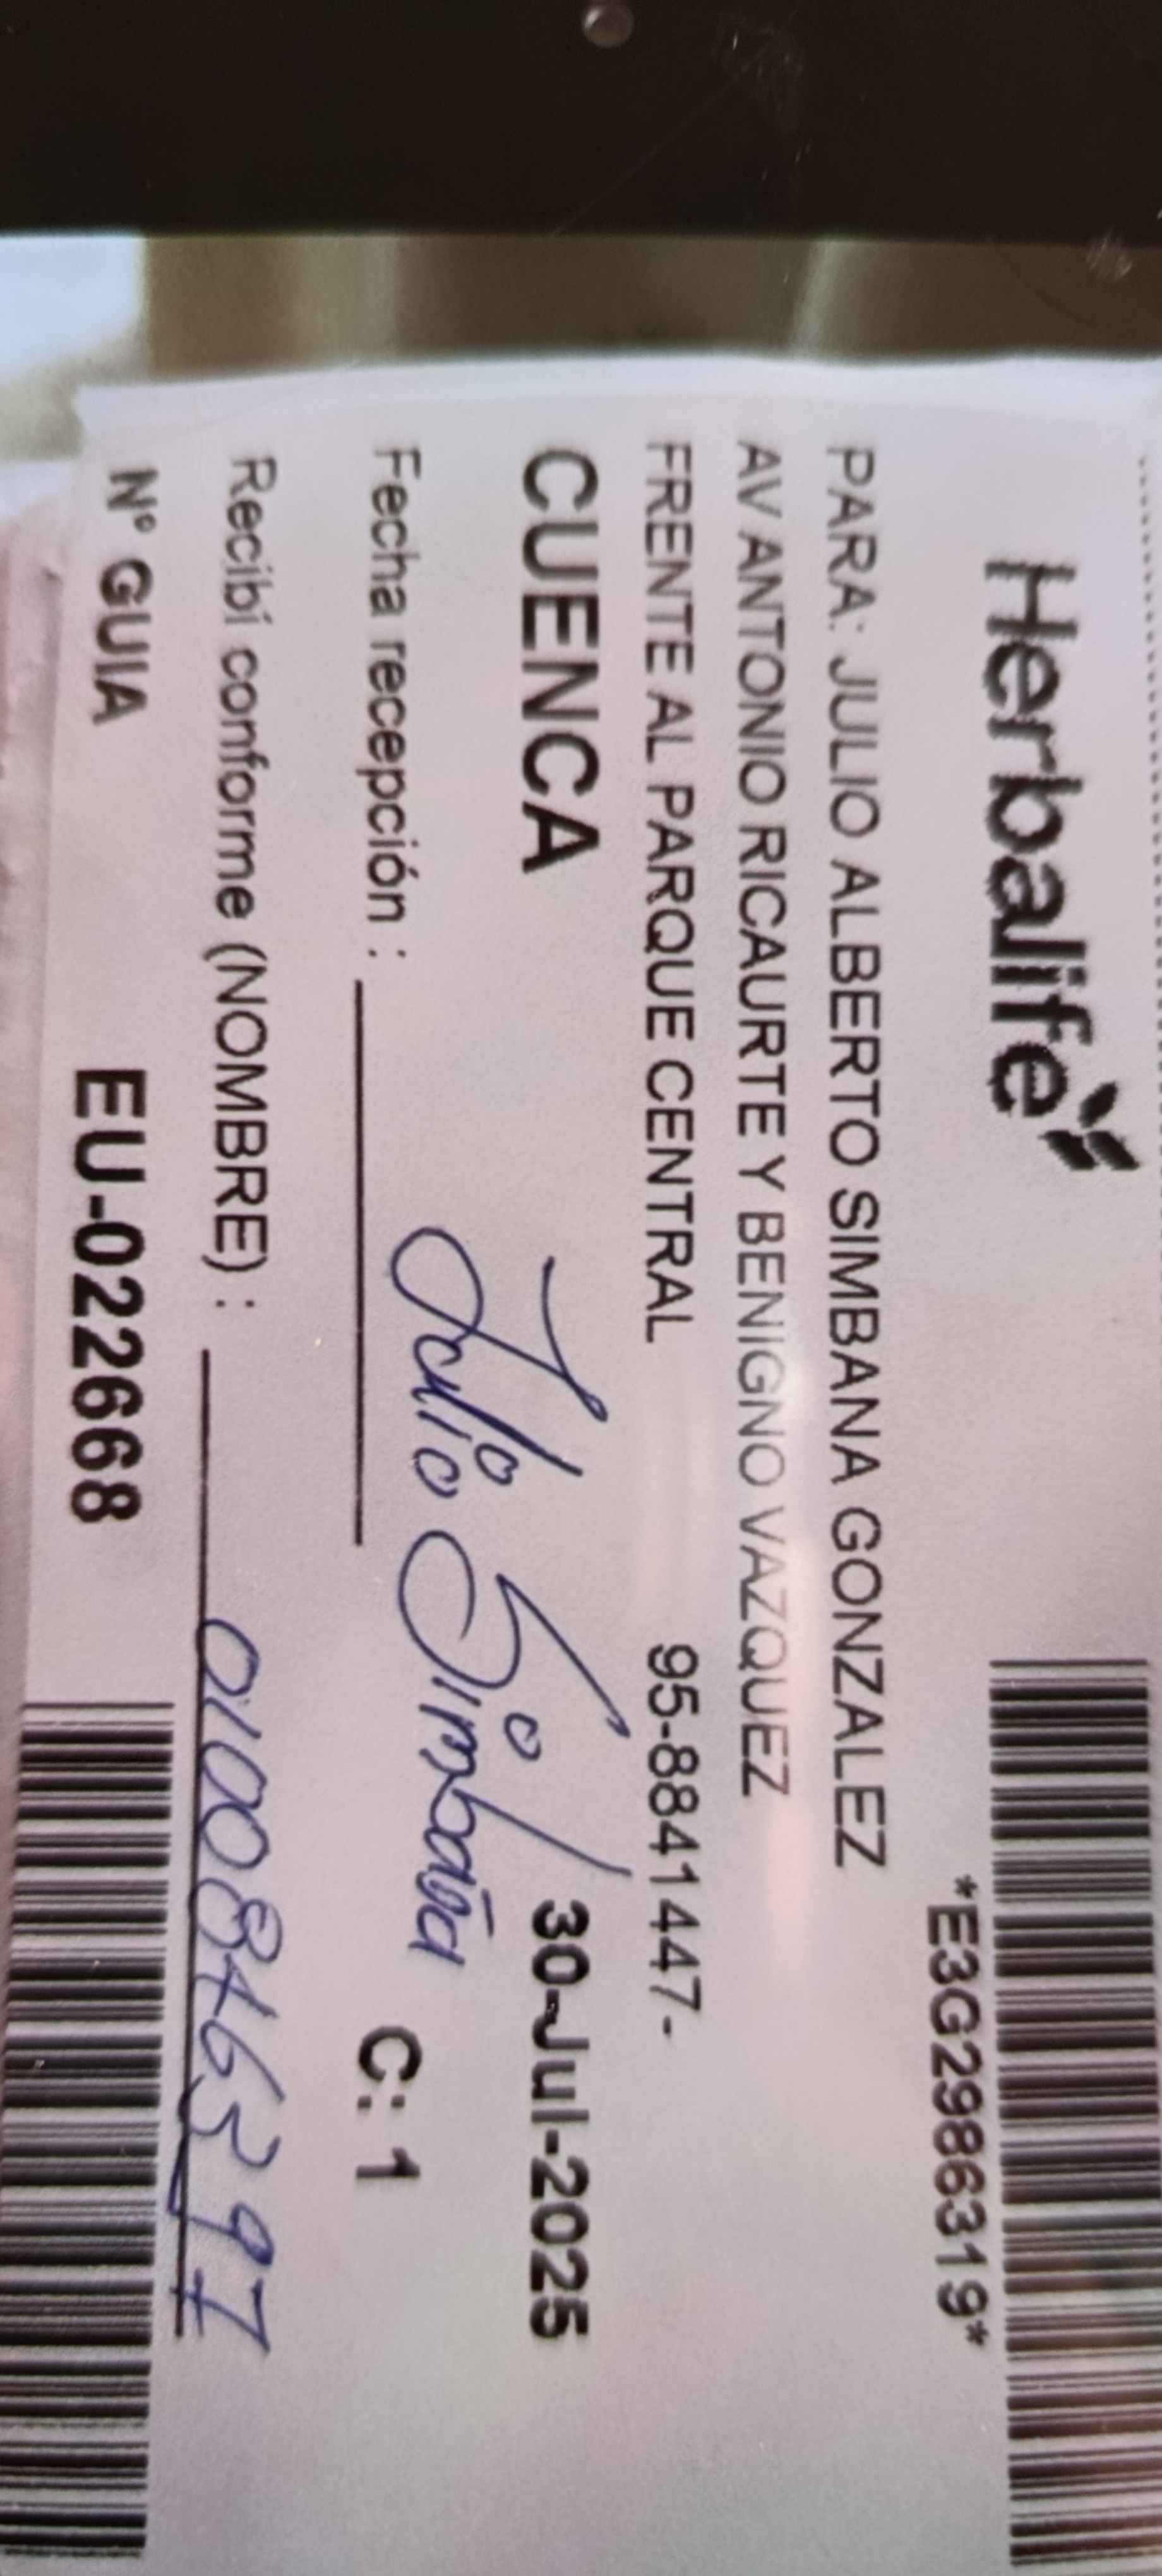 Herbalife
*E3G2986319*
PARA: JULIO ALBERTO SIMBANA GONZALEZ
AV ANTONIO RICAURTE Y BENIGNO VAZQUEZ
FRENTE AL PARQUE CENTRAL 95-8841447-
CUENCA 30-Jul-2025
Julio Simbaña
Fecha recepción : C: 1
Recibí conforme (NOMBRE) : 0100846397
N° GUIA EU-022668